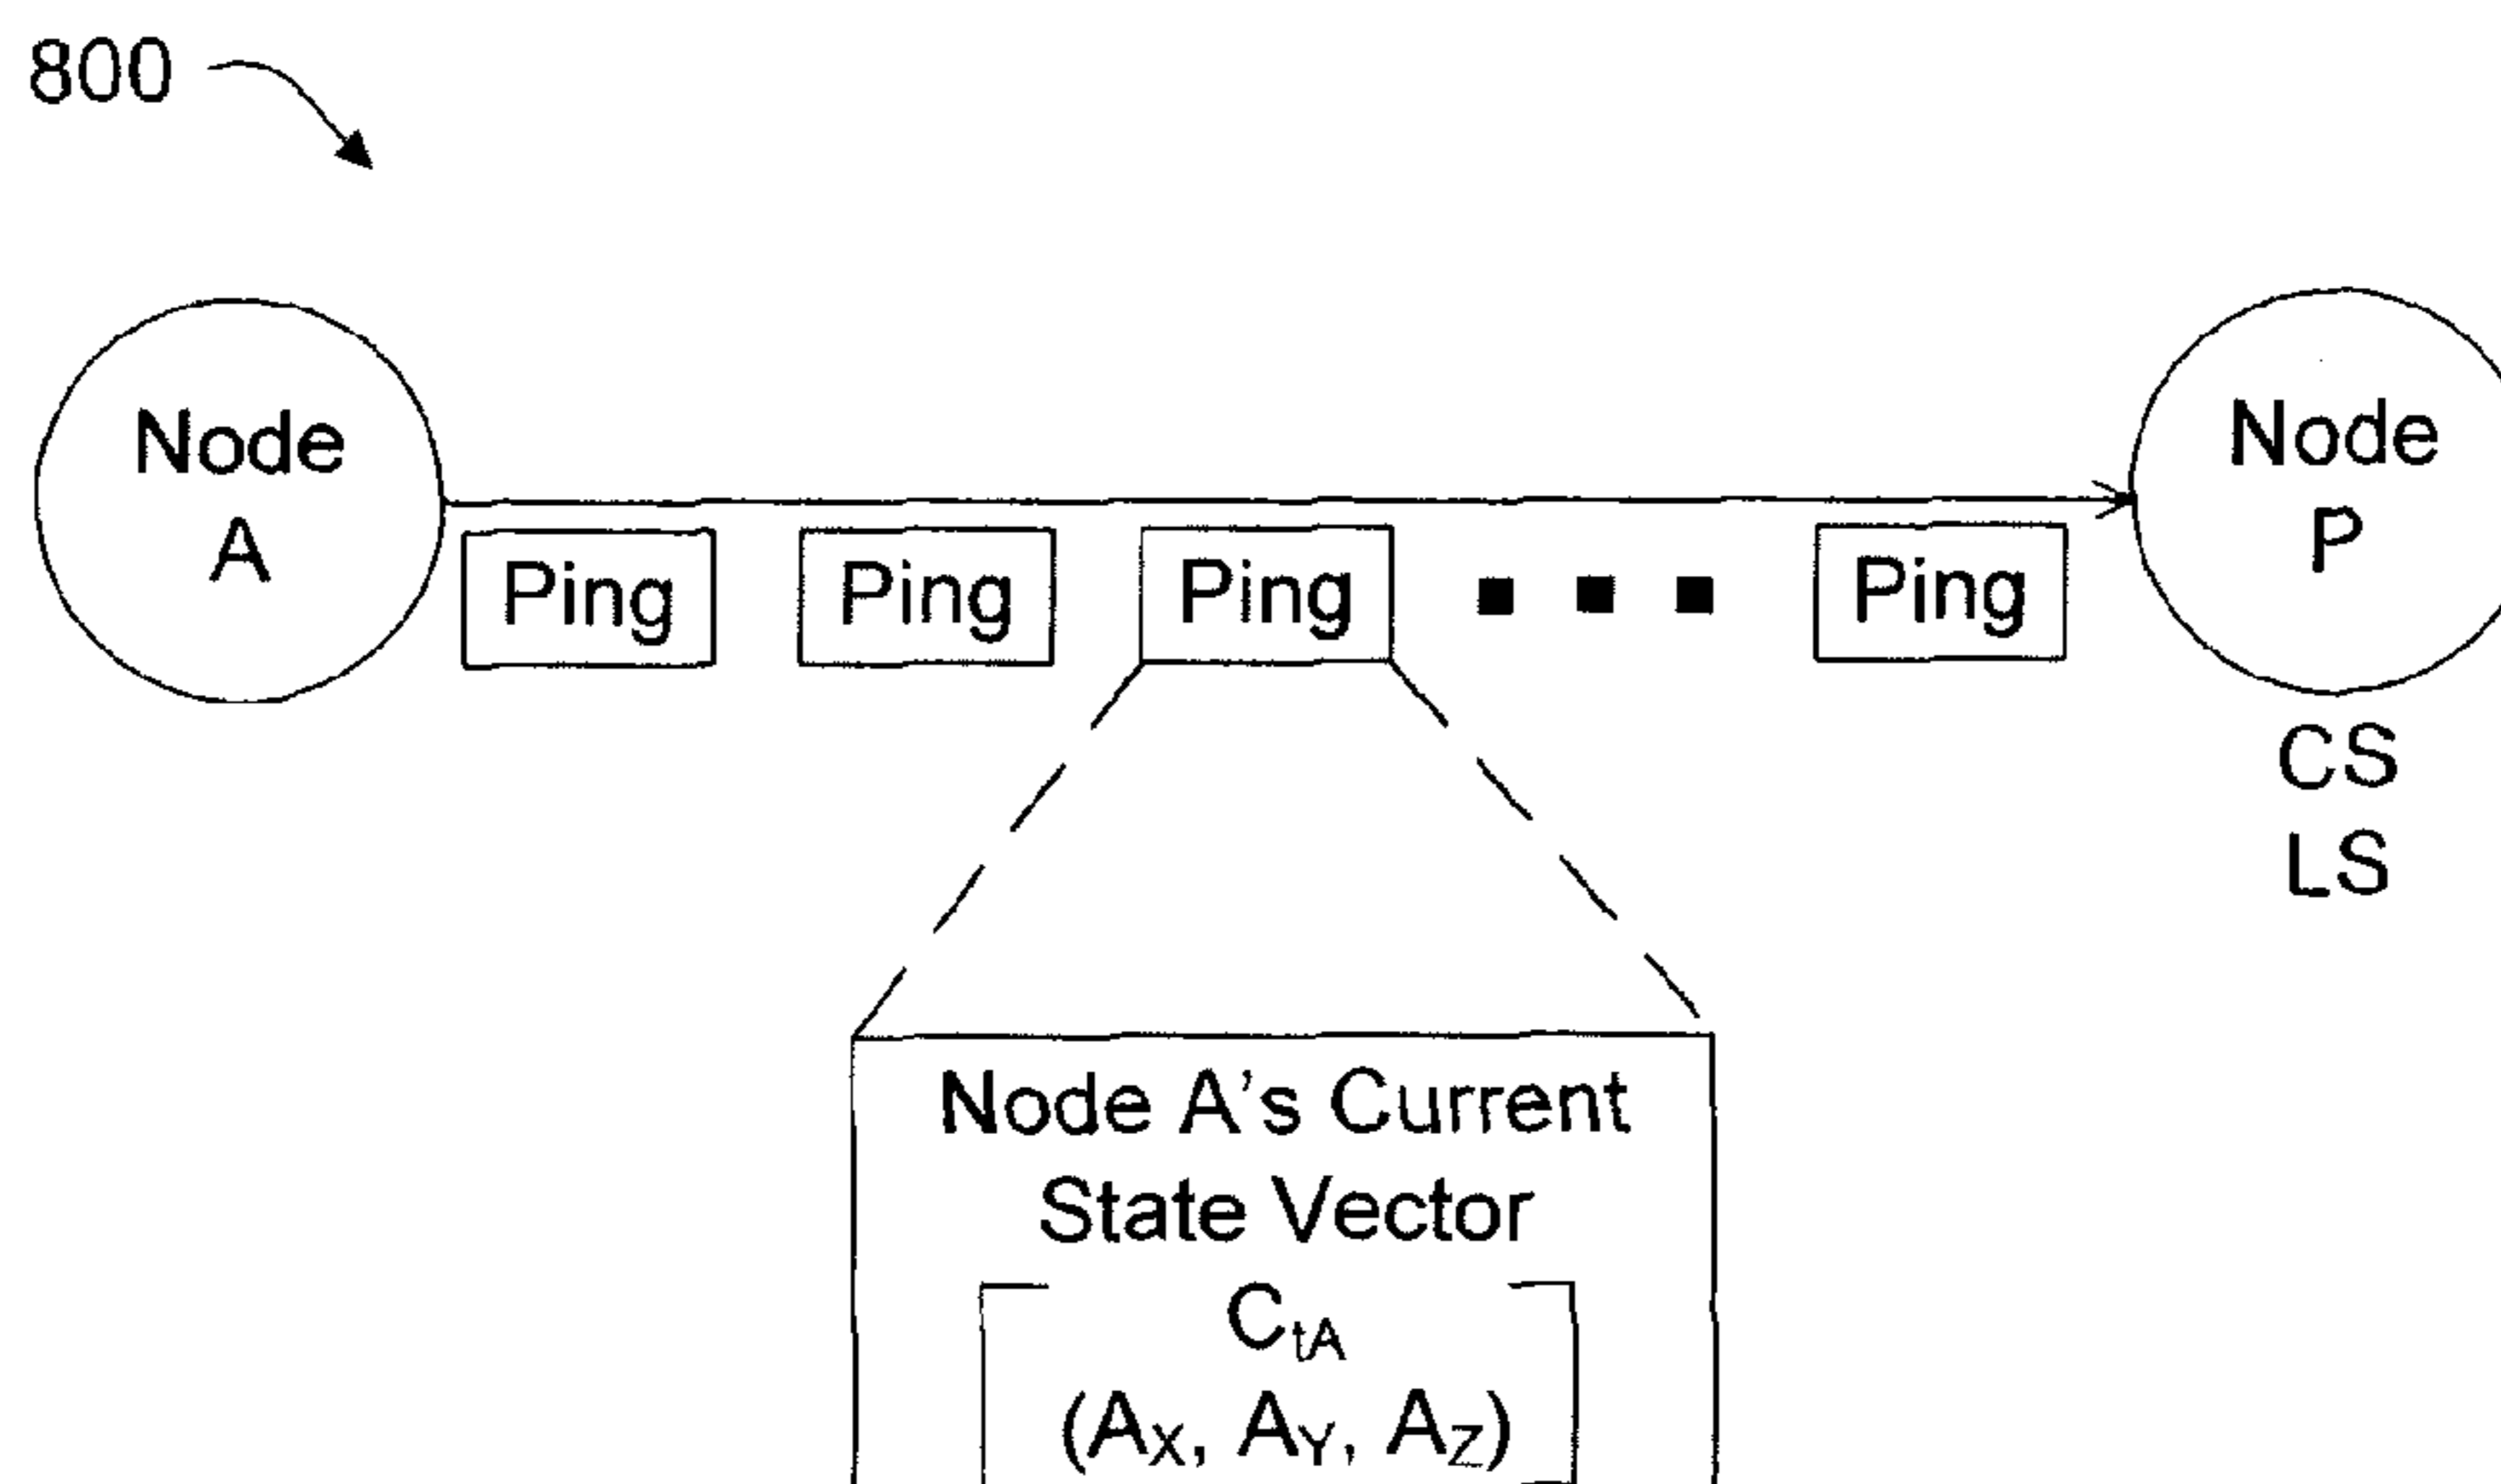 800
Node
A
Node
P
Ping
Ping
Ping
Ping
CS
LS
Node A's Current
State Vector
CtA
(AX, AY, AZ)